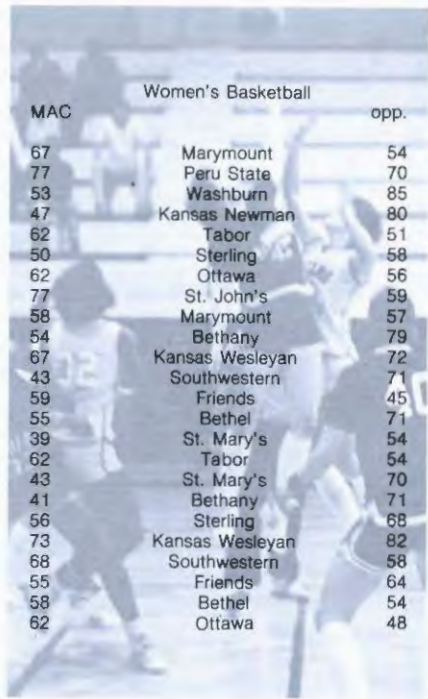 Women's Basketball
MAC opp.
67 Marymount 54
77 Peru State 70
53 Washburn 85
47 Kansas Newman 80
62 Tabor 51
50 Sterling 58
62 Ottawa 56
77 St. John's 59
58 Marymount 57
54 Bethany 79
67 Kansas Wesleyan 72
43 Southwestern 71
59 Friends 45
55 Bethel 71
39 St. Mary's 54
62 Tabor 54
43 St. Mary's 70
41 Bethany 71
56 Sterling 68
73 Kansas Wesleyan 82
68 Southwestern 58
55 Friends 64
58 Bethel 54
62 Ottawa 48